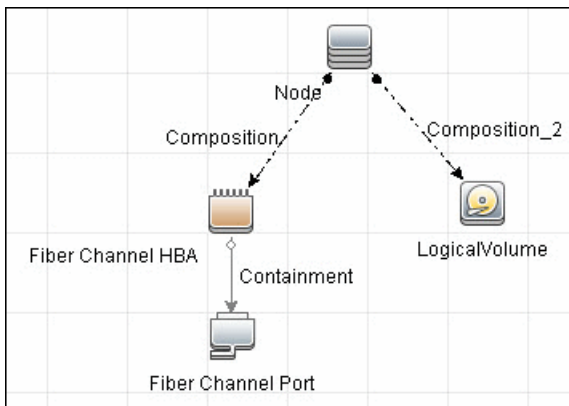 Node
Composition
Composition_2
Fiber Channel HBA
LogicalVolume
Containment
Fiber Channel Port